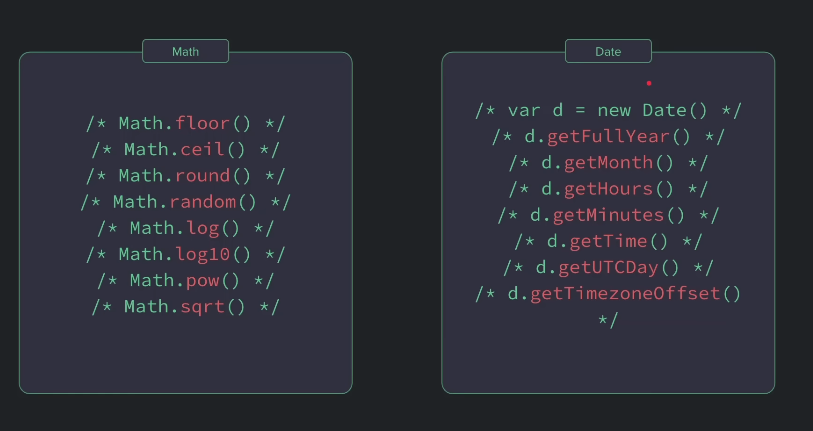 Math
/* Math.floor() */
/* Math.ceil() */
/* Math.round() */
/* Math.random() */
/* Math.log() */
/* Math.log10() */
/* Math.pow() */
/* Math.sqrt() */
Date
/* var d = new Date() */
/* d.getFullYear() */
/* d.getMonth() */
/* d.getHours() */
/* d.getMinutes() */
/* d.getTime() */
/* d.getUTCDay() */
/* d.getTimezoneOffset()
*/